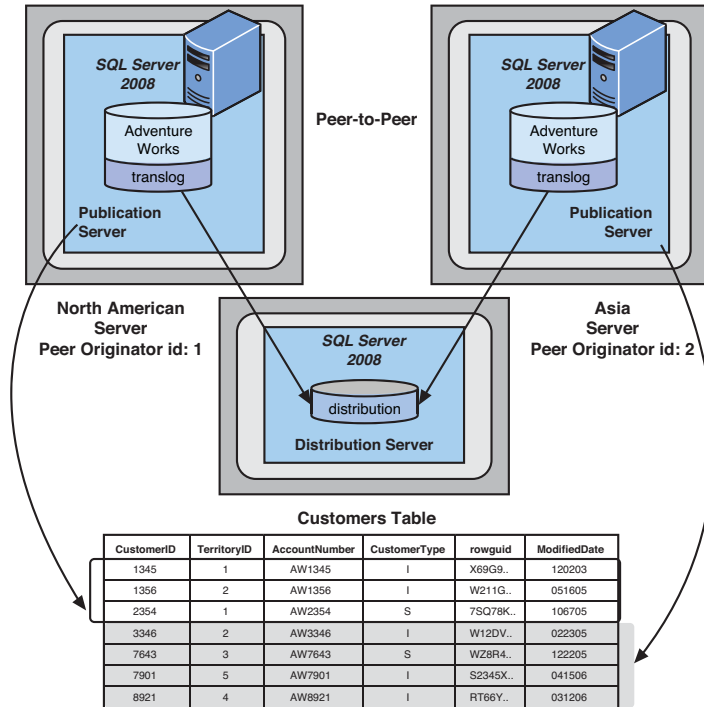 SQL Server
2008
Adventure
Works
translog
Publication
Server
Peer-to-Peer
SQL Server
2008
Adventure
Works
translog
Publication
Server
North American
Server
Peer Originator id: 1
Asia
Server
Peer Originator id: 2
SQL Server
2008
distribution
Distribution Server
Customers Table
CustomerID TerritoryID AccountNumber CustomerType rowguid ModifiedDate
1345 1 AW1345 I X69G9.. 120203
1356 2 AW1356 I W211G.. 051605
2354 1 AW2354 S 7SQ78K.. 106705
3346 2 AW3346 I W12DV.. 022305
7643 3 AW7643 S WZ8R4.. 122205
7901 5 AW7901 I S2345X.. 041506
8921 4 AW8921 I RT66Y.. 031206